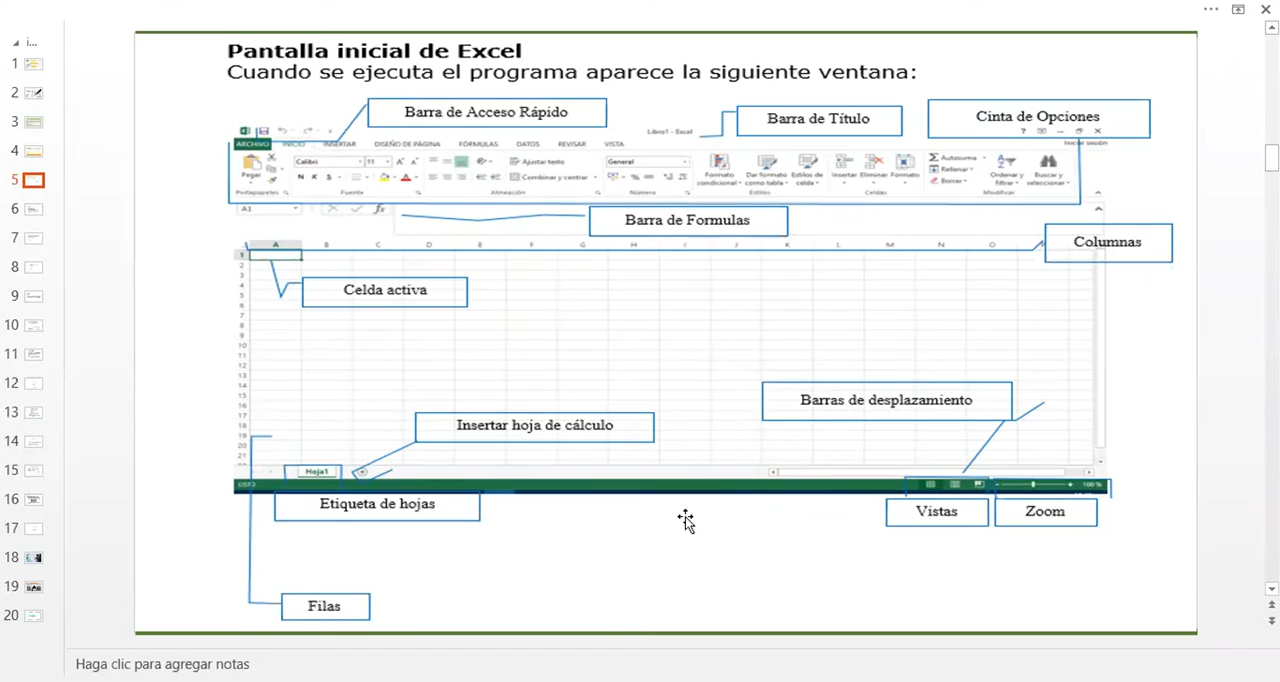 i...
1
2
3
4
5
6
7
8
9
10
11
12
13
14
15
16
17
18
19
20
Pantalla inicial de Excel
Cuando se ejecuta el programa aparece la siguiente ventana:
Barra de Acceso Rápido
Barra de Título
Cinta de Opciones
Libro1 - Excel
Iniciar sesión
ARCHIVO INICIO INSERTAR DISEÑO DE PÁGINA FÓRMULAS DATOS REVISAR VISTA
Pegar
Calibri 11
N K S
Ajustar texto
Combinar y centrar
General
Formato condicional
Dar formato como tabla
Estilos de celda
Insertar Eliminar Formato
Autosuma
Rellenar
Borrar
Ordenar y filtrar
Buscar y seleccionar
Portapapeles Fuente Alineación Número Estilos Celdas Modificar
A1 fx
Barra de Formulas
Columnas
A B C D E F G H I J K L M N O
1
2
3
4
5
6
7
8
9
10
11
12
13
14
15
16
17
18
19
20
21
Celda activa
Barras de desplazamiento
Insertar hoja de cálculo
Hoja1
LISTO
100 %
Etiqueta de hojas
Vistas
Zoom
Filas
Haga clic para agregar notas